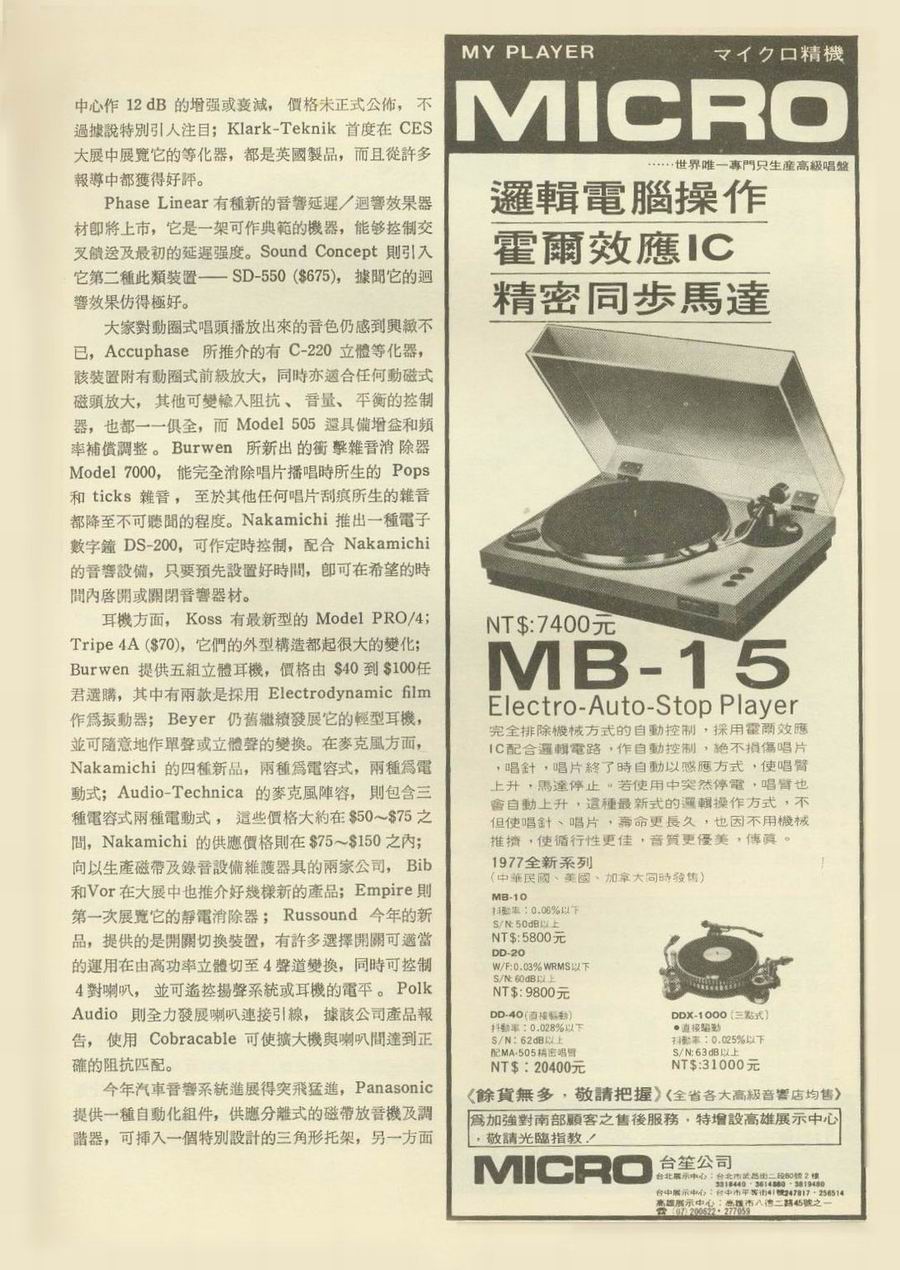 中心作 12 dB 的增强或衰減， 價格未正式公佈， 不
過據說特別引人注目； Klark-Teknik 首度在 CES
大展中展覽它的等化器，都是英國製品，而且從許多
報導中都獲得好評。
Phase Linear 有種新的音響延遲／迴響效果器
材卽將上市，它是一架可作典範的機器，能够控制交
叉饋送及最初的延遲强度。Sound Concept 則引入
它第二種此類裝置—— SD-550 ($675)， 據聞它的迴
響效果仿得極好。
大家對動圈式唱頭播放出來的音色仍感到興緻不
已，Accuphase 所推介的有 C-220 立體等化器，
該裝置附有動圈式前級放大，同時亦適合任何動磁式
磁頭放大， 其他可變輸入阻抗、 音量、 平衡的控制
器，也都一一俱全，而 Model 505 還具備增益和頻
率補償調整 。 Burwen 所新出的衝擊雜音消除器
Model 7000， 能完全消除唱片播唱時所生的 Pops
和 ticks 雜音 ，至於其他任何唱片刮痕所生的雜音
都降至不可聽聞的程度。Nakamichi 推出一種電子
數字鐘 DS-200，可作定時控制，配合 Nakamichi
的音響設備，只要預先設置好時間，卽可在希望的時
間內啓開或關閉音響器材。
耳機方面， Koss 有最新型的 Model PRO/4；
Tripe 4A ($70)，它們的外型構造都起很大的變化；
Burwen 提供五組立體耳機，價格由 $40 到 $100任
君選購，其中有兩款是採用 Electrodynamic film
作爲振動器； Beyer 仍舊繼續發展它的輕型耳機，
並可隨意地作單聲或立體聲的變換。在麥克風方面，
Nakamichi 的四種新品，兩種爲電容式，兩種爲電
動式； Audio-Technica 的麥克風陣容， 則包含三
種電容式兩種電動式 ， 這些價格大約在 $50～$75 之
間，Nakamichi 的供應價格則在 $75～$150 之內；
向以生產磁帶及錄音設備維護器具的兩家公司， Bib
和Vor 在大展中也推介好幾樣新的產品；Empire 則
第一次展覽它的靜電消除器； Russound 今年的新
品，提供的是開關切換裝置，有許多選擇開關可適當
的運用在由高功率立體切至 4 聲道變換，同時可控制
4 對喇叭， 並可遙控揚聲系統或耳機的電平 。 Polk
Audio 則全力發展喇叭連接引線， 據該公司產品報
告， 使用 Cobracable 可使擴大機與喇叭間達到正
確的阻抗匹配。
今年汽車音響系統進展得突飛猛進，Panasonic
提供一種自動化組件，供應分離式的磁帶放音機及調
諧器，可挿入一個特別設計的三角形托架，另一方面
MY PLAYER マイクロ精機
MICRO
……世界唯一專門只生産高級唱盤
邏輯電腦操作
霍爾效應IC
精密同步馬達
NT$:7400元
MB-15
Electro-Auto-Stop Player
完全排除機械方式的自動控制，採用霍爾效應
IC配合邏輯電路，作自動控制，絶不損傷唱片
，唱針，唱片終了時自動以感應方式，使唱臂
上升，馬達停止。若使用中突然停電，唱臂也
會自動上升，這種最新式的邏輯操作方式，不
但使唱針、唱片，壽命更長久，也因不用機械
推擠，使循行性更佳，音質更優美，傳眞。
1977全新系列
（中華民國、美國、加拿大同時發售）
MB-10
抖動率：0.06%以下
S/N: 50dB以上
NT$:5800元
DD-20
W/F:0.03% WRMS以下
S/N: 60dB以上
NT$: 9800元
DD-40 (直接驅動)
抖動率：0.028%以下
S/N：62dB以上
配MA-505精密唱臂
NT$：20400元
DDX-1000 〔三點式〕
●直接驅動
抖動率：0.025%以下
S/N: 63dB以上
NT$:31000元
《餘貨無多，敬請把握》《全省各大高級音響店均售》
爲加強對南部顧客之售後服務，特增設高雄展示中心
，敬請光臨指教！
MICRO 台笙公司
台北展示中心：台北市武昌街二段80號 2 樓
3318440・3614880・3819480
台中展示中心：台中市平等街41號247817・256514
高雄展示中心：高雄市八德二路45號之一
☎ (07) 200622・277059